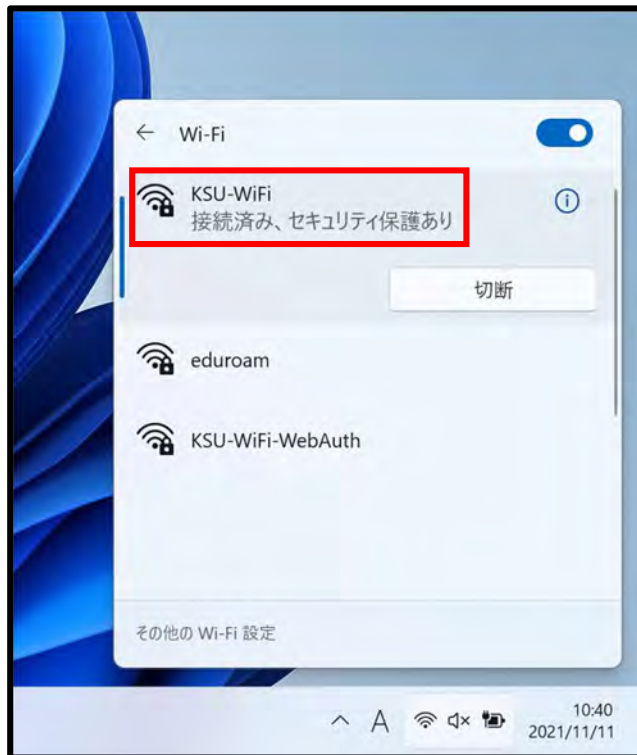 Wi-Fi
KSU-WiFi
接続済み、セキュリティ保護あり
切断
eduroam
KSU-WiFi-WebAuth
その他の Wi-Fi 設定
A
10:40
2021/11/11